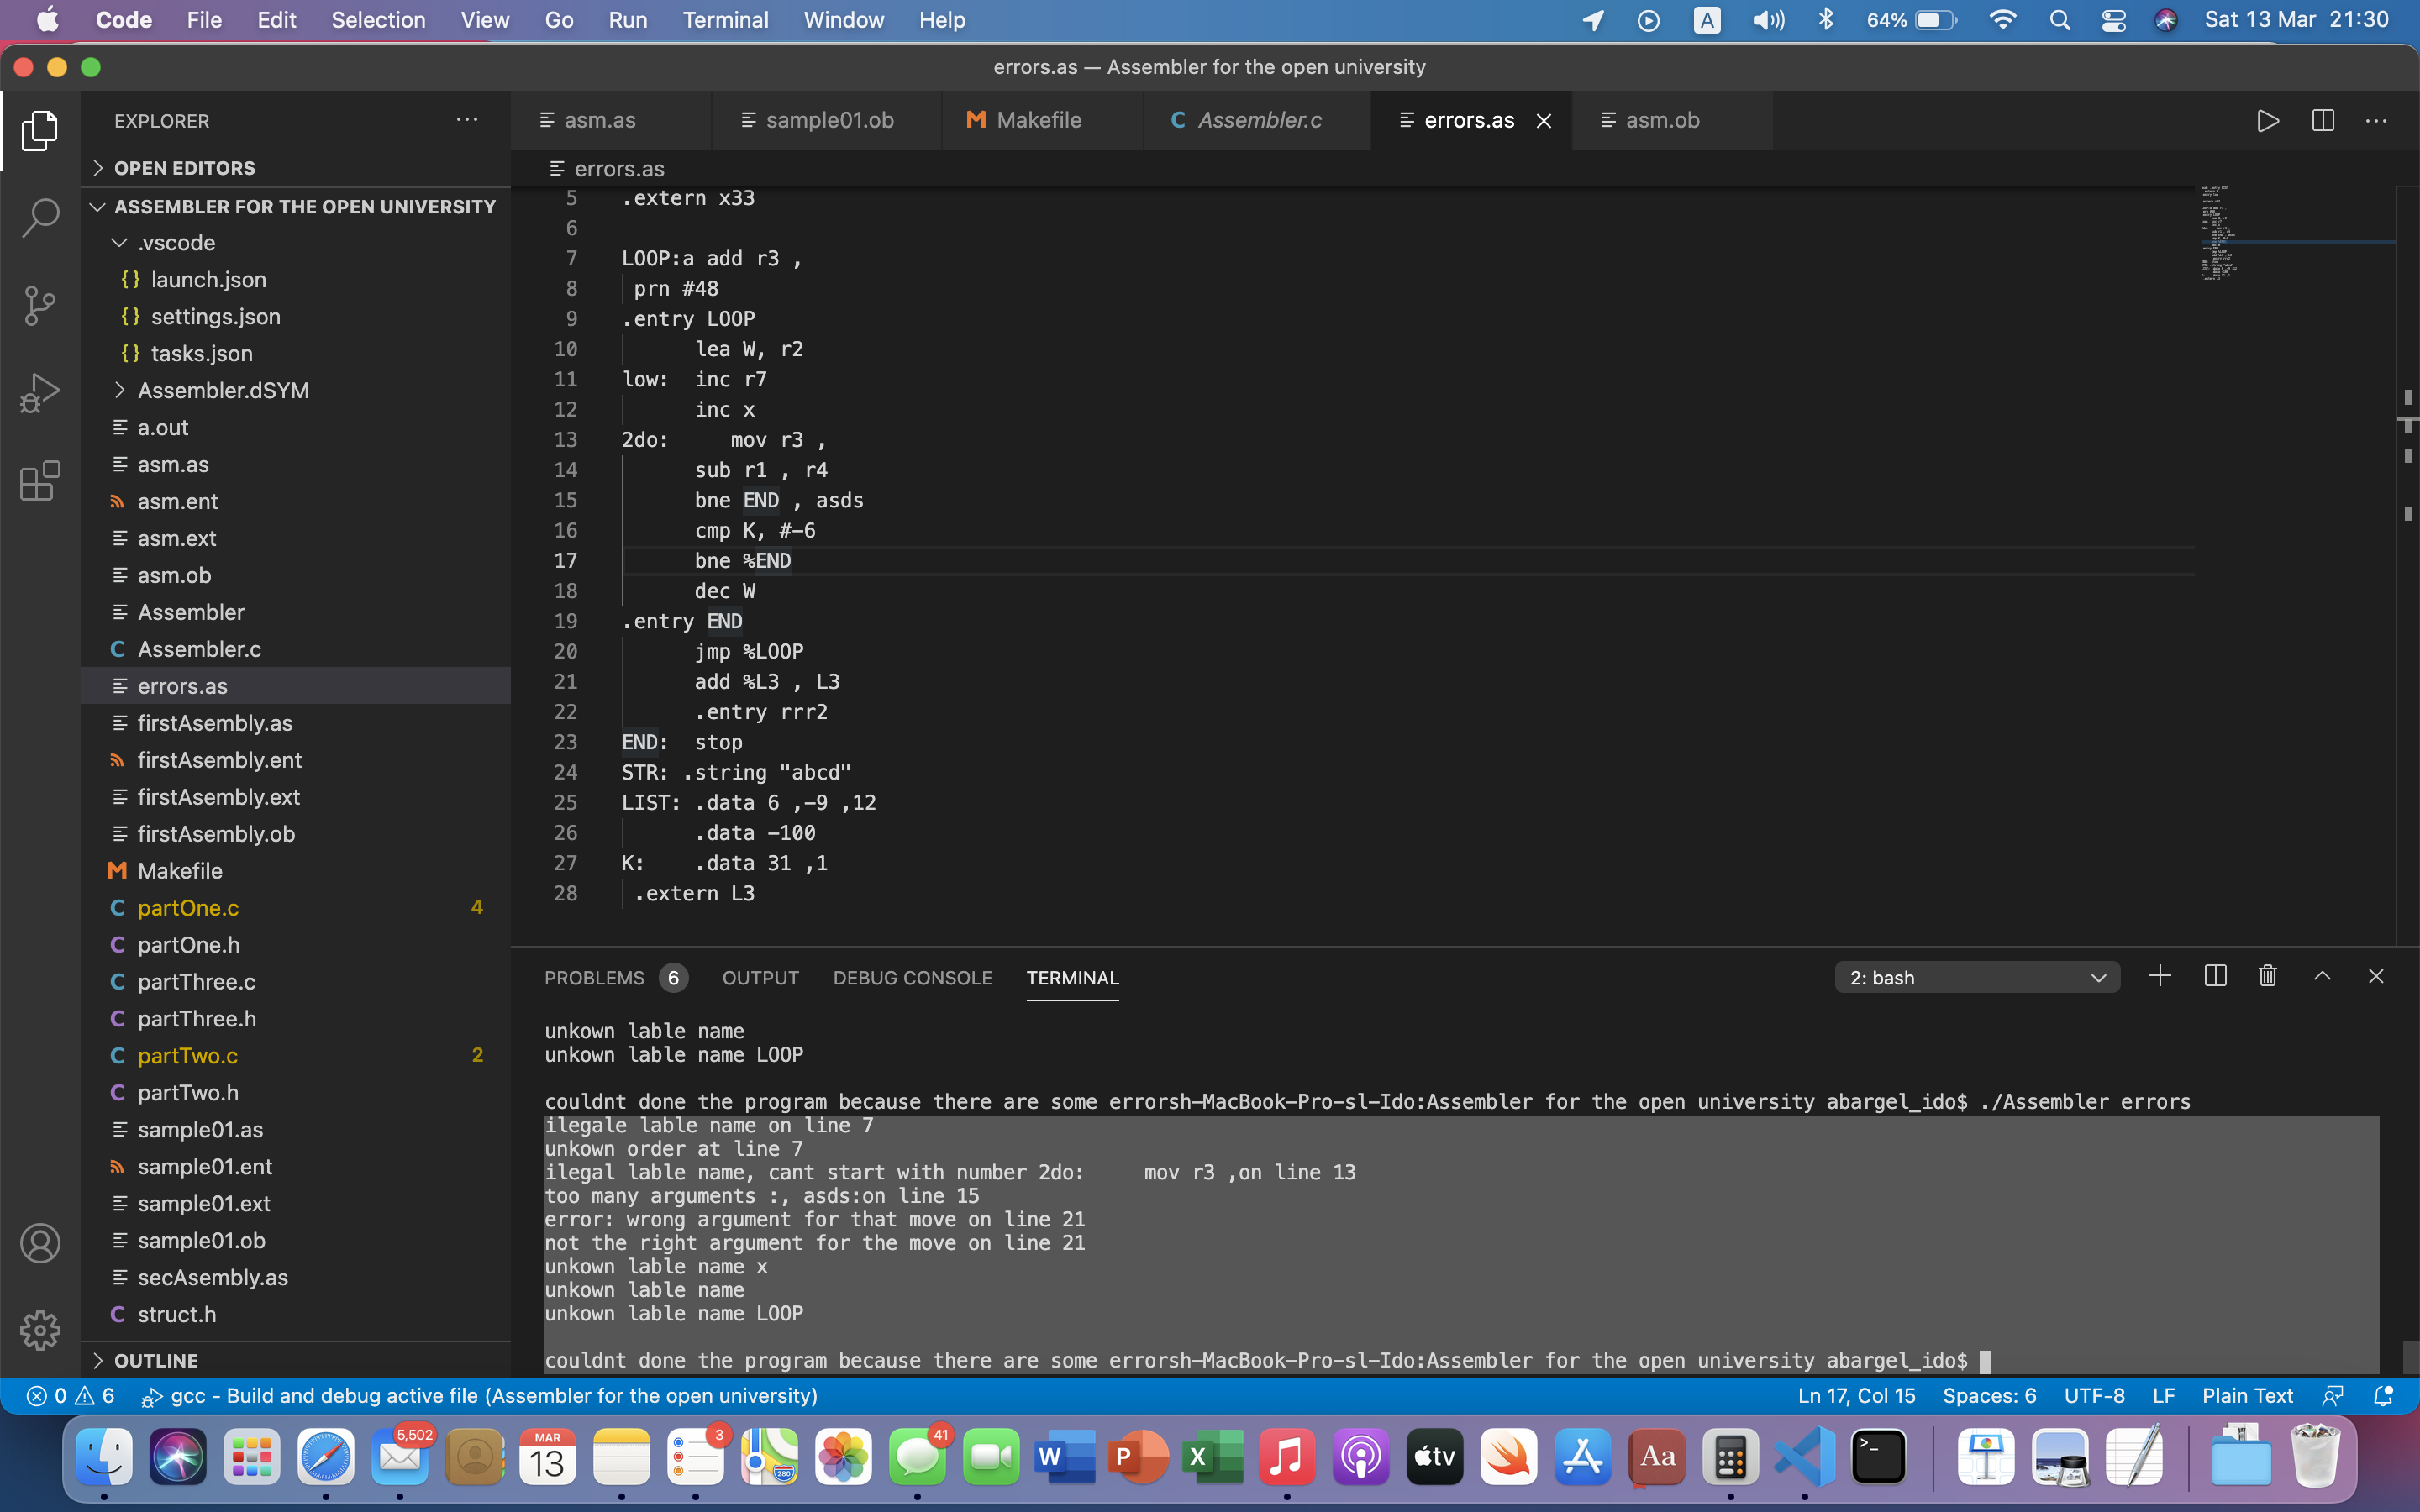 Code File Edit Selection View Go Run Terminal Window Help A 64% Sat 13 Mar 21:30
errors.as — Assembler for the open university
EXPLORER
OPEN EDITORS
ASSEMBLER FOR THE OPEN UNIVERSITY
.vscode
{} launch.json
{} settings.json
{} tasks.json
Assembler.dSYM
a.out
asm.as
asm.ent
asm.ext
asm.ob
Assembler
C Assembler.c
errors.as
firstAsembly.as
firstAsembly.ent
firstAsembly.ext
firstAsembly.ob
M Makefile
C partOne.c 4
C partOne.h
C partThree.c
C partThree.h
C partTwo.c 2
C partTwo.h
sample01.as
sample01.ent
sample01.ext
sample01.ob
secAsembly.as
C struct.h
OUTLINE
asm.as sample01.ob M Makefile C Assembler.c errors.as asm.ob
errors.as
5 .extern x33
6
7 LOOP:a add r3 ,
8 prn #48
9 .entry LOOP
10 lea W, r2
11 low: inc r7
12 inc x
13 2do: mov r3 ,
14 sub r1 , r4
15 bne END , asds
16 cmp K, #-6
17 bne %END
18 dec W
19 .entry END
20 jmp %LOOP
21 add %L3 , L3
22 .entry rrr2
23 END: stop
24 STR: .string "abcd"
25 LIST: .data 6 ,-9 ,12
26 .data -100
27 K: .data 31 ,1
28 .extern L3
PROBLEMS 6 OUTPUT DEBUG CONSOLE TERMINAL 2: bash
unkown lable name
unkown lable name LOOP
couldnt done the program because there are some errorsh-MacBook-Pro-sl-Ido:Assembler for the open university abargel_ido$ ./Assembler errors
ilegale lable name on line 7
unkown order at line 7
ilegal lable name, cant start with number 2do: mov r3 ,on line 13
too many arguments :, asds:on line 15
error: wrong argument for that move on line 21
not the right argument for the move on line 21
unkown lable name x
unkown lable name
unkown lable name LOOP
couldnt done the program because there are some errorsh-MacBook-Pro-sl-Ido:Assembler for the open university abargel_ido$
0 6 gcc - Build and debug active file (Assembler for the open university) Ln 17, Col 15 Spaces: 6 UTF-8 LF Plain Text
5,502 MAR 13 3 280 41 W P X tv Aa >_